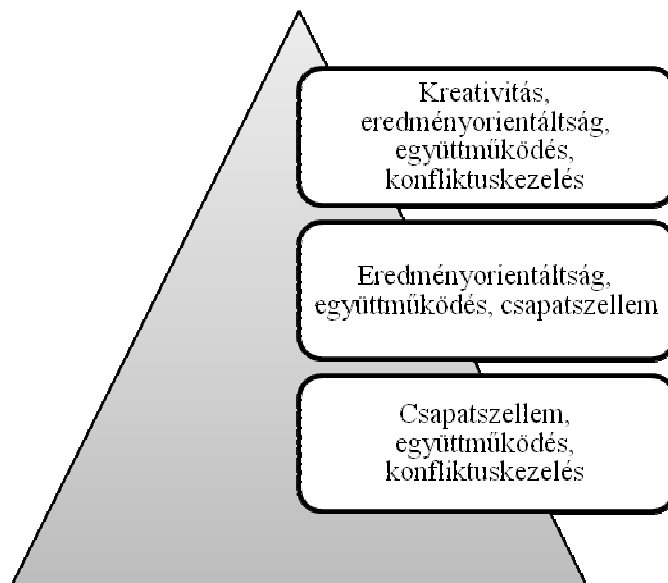 Kreativitás,
eredményorientáltság,
együttműködés,
konfliktuskezelés
Eredményorientáltság,
együttműködés, csapatszellem
Csapatszellem,
együttműködés,
konfliktuskezelés